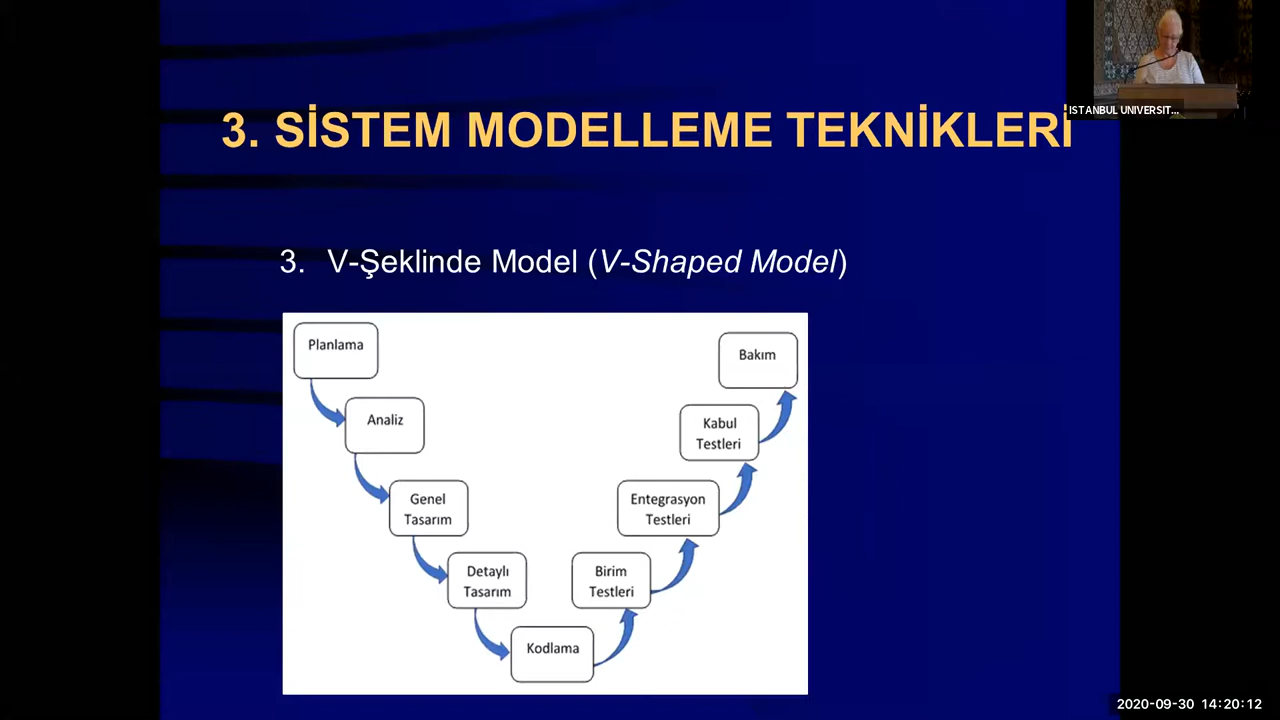 3. SİSTEM MODELLEME TEKNİKLERİ
ISTANBUL UNIVERSIT...
3. V-Şeklinde Model (V-Shaped Model)
Planlama
Analiz
Genel
Tasarım
Detaylı
Tasarım
Kodlama
Birim
Testleri
Entegrasyon
Testleri
Kabul
Testleri
Bakım
2020-09-30 14:20:12